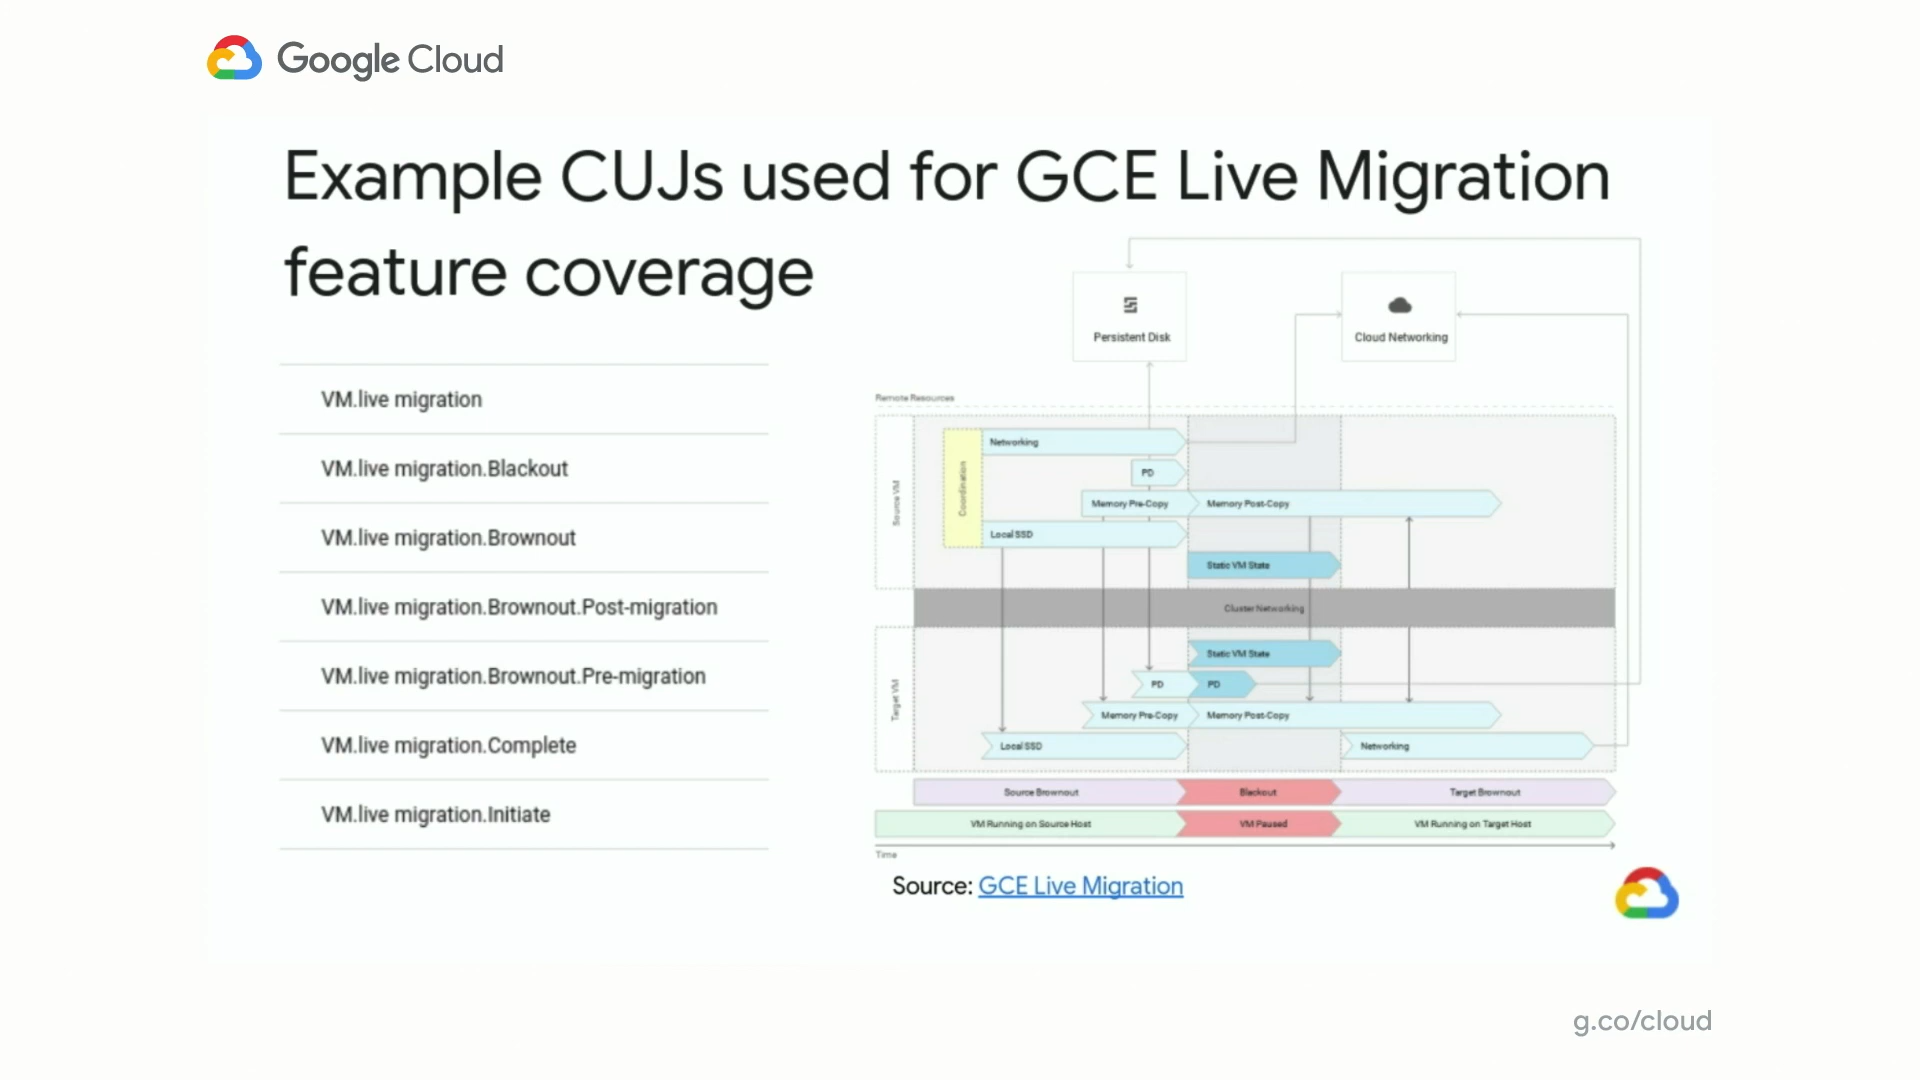 Google Cloud
Example CUJs used for GCE Live Migration
feature coverage
VM.live migration
VM.live migration.Blackout
VM.live migration.Brownout
VM.live migration.Brownout.Post-migration
VM.live migration.Brownout.Pre-migration
VM.live migration.Complete
VM.live migration.Initiate
Persistent Disk
Cloud Networking
Remote Resources
Source VM
Coordination
Networking
PD
Memory Pre-Copy
Memory Post-Copy
Local SSD
Static VM State
Cluster Networking
Target VM
Static VM State
PD
PD
Memory Pre-Copy
Memory Post-Copy
Local SSD
Networking
Source Brownout
Blackout
Target Brownout
VM Running on Source Host
VM Paused
VM Running on Target Host
Time
Source: GCE Live Migration
g.co/cloud